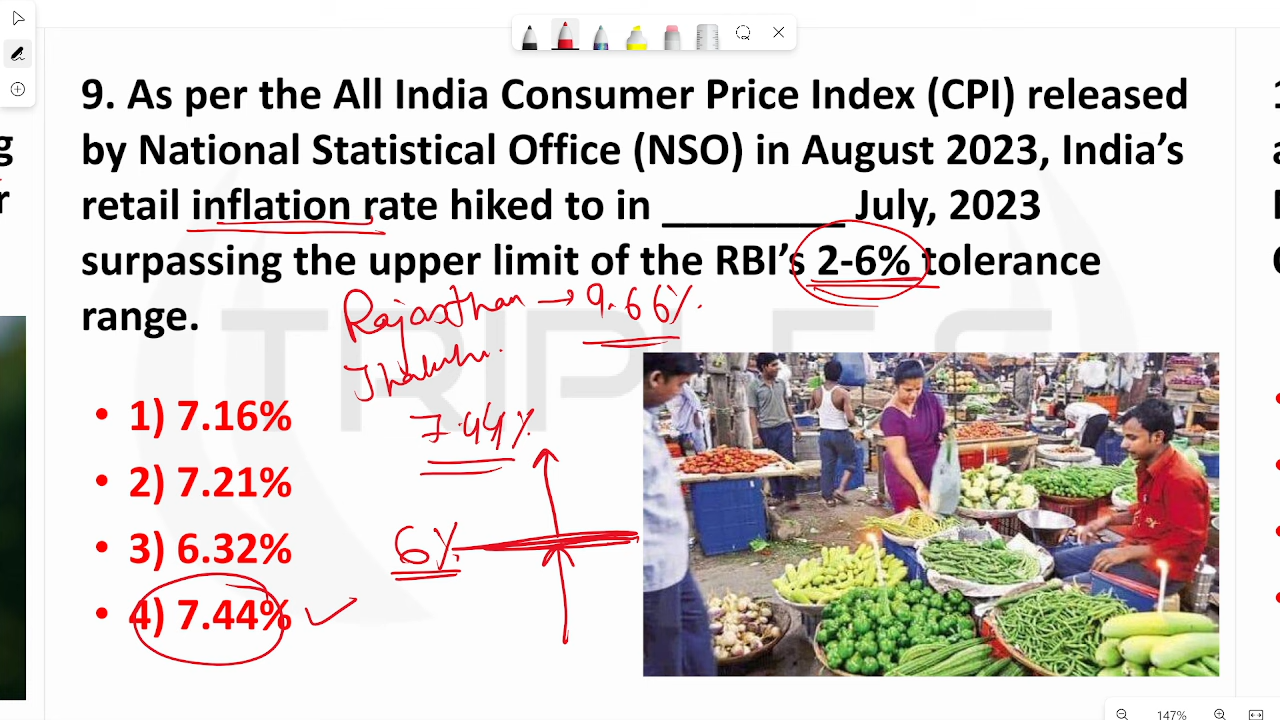 9. As per the All India Consumer Price Index (CPI) released
by National Statistical Office (NSO) in August 2023, India's
retail inflation rate hiked to in ________ July, 2023
surpassing the upper limit of the RBI's 2-6% tolerance
range.
Rajasthan → 9.66%.
7.44%
• 1) 7.16%
• 2) 7.21%
• 3) 6.32%
• 4) 7.44%
6%
147%